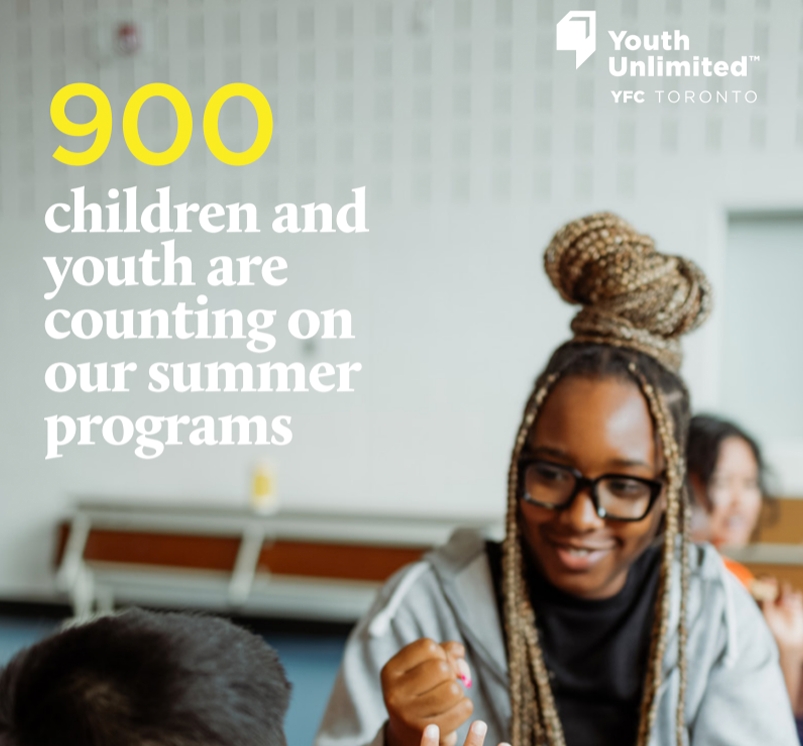 Youth
Unlimited™
YFC TORONTO
900
children and
youth are
counting on
our summer
programs